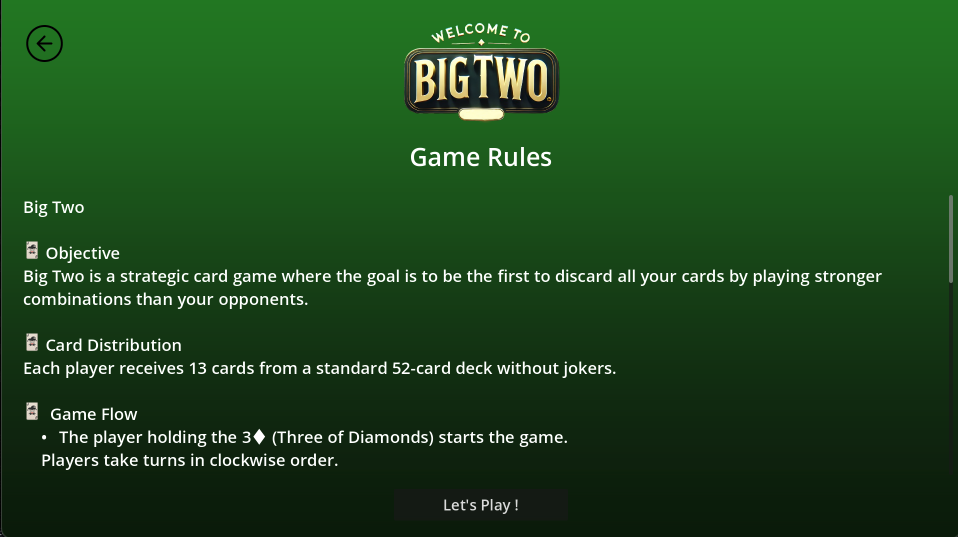 WELCOME TO
BIG TWO
Game Rules
Big Two
🃏 Objective
Big Two is a strategic card game where the goal is to be the first to discard all your cards by playing stronger
combinations than your opponents.
🃏 Card Distribution
Each player receives 13 cards from a standard 52-card deck without jokers.
🃏 Game Flow
• The player holding the 3♦ (Three of Diamonds) starts the game.
Players take turns in clockwise order.
Let's Play !